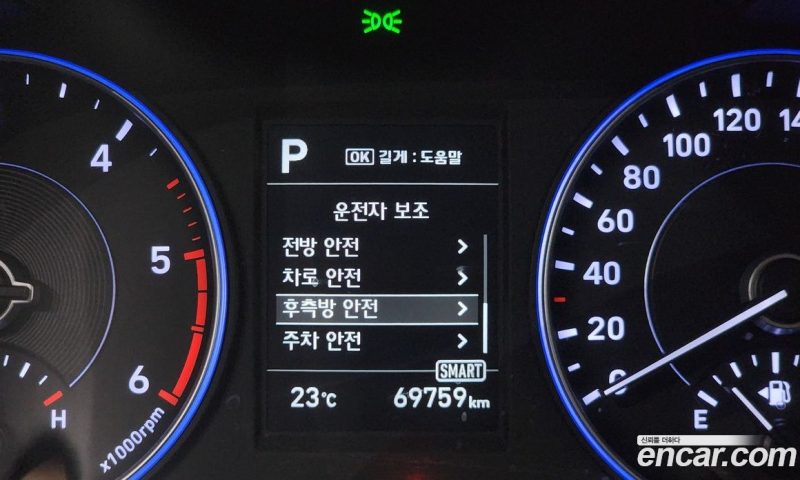 P
OK 길게 : 도움말
운전자 보조
전방 안전
차로 안전
후측방 안전
주차 안전
SMART
23°C
69759km
4
5
6
x1000rpm
H
0
20
40
60
80
100
120
E
신뢰를 더하다
encar.com